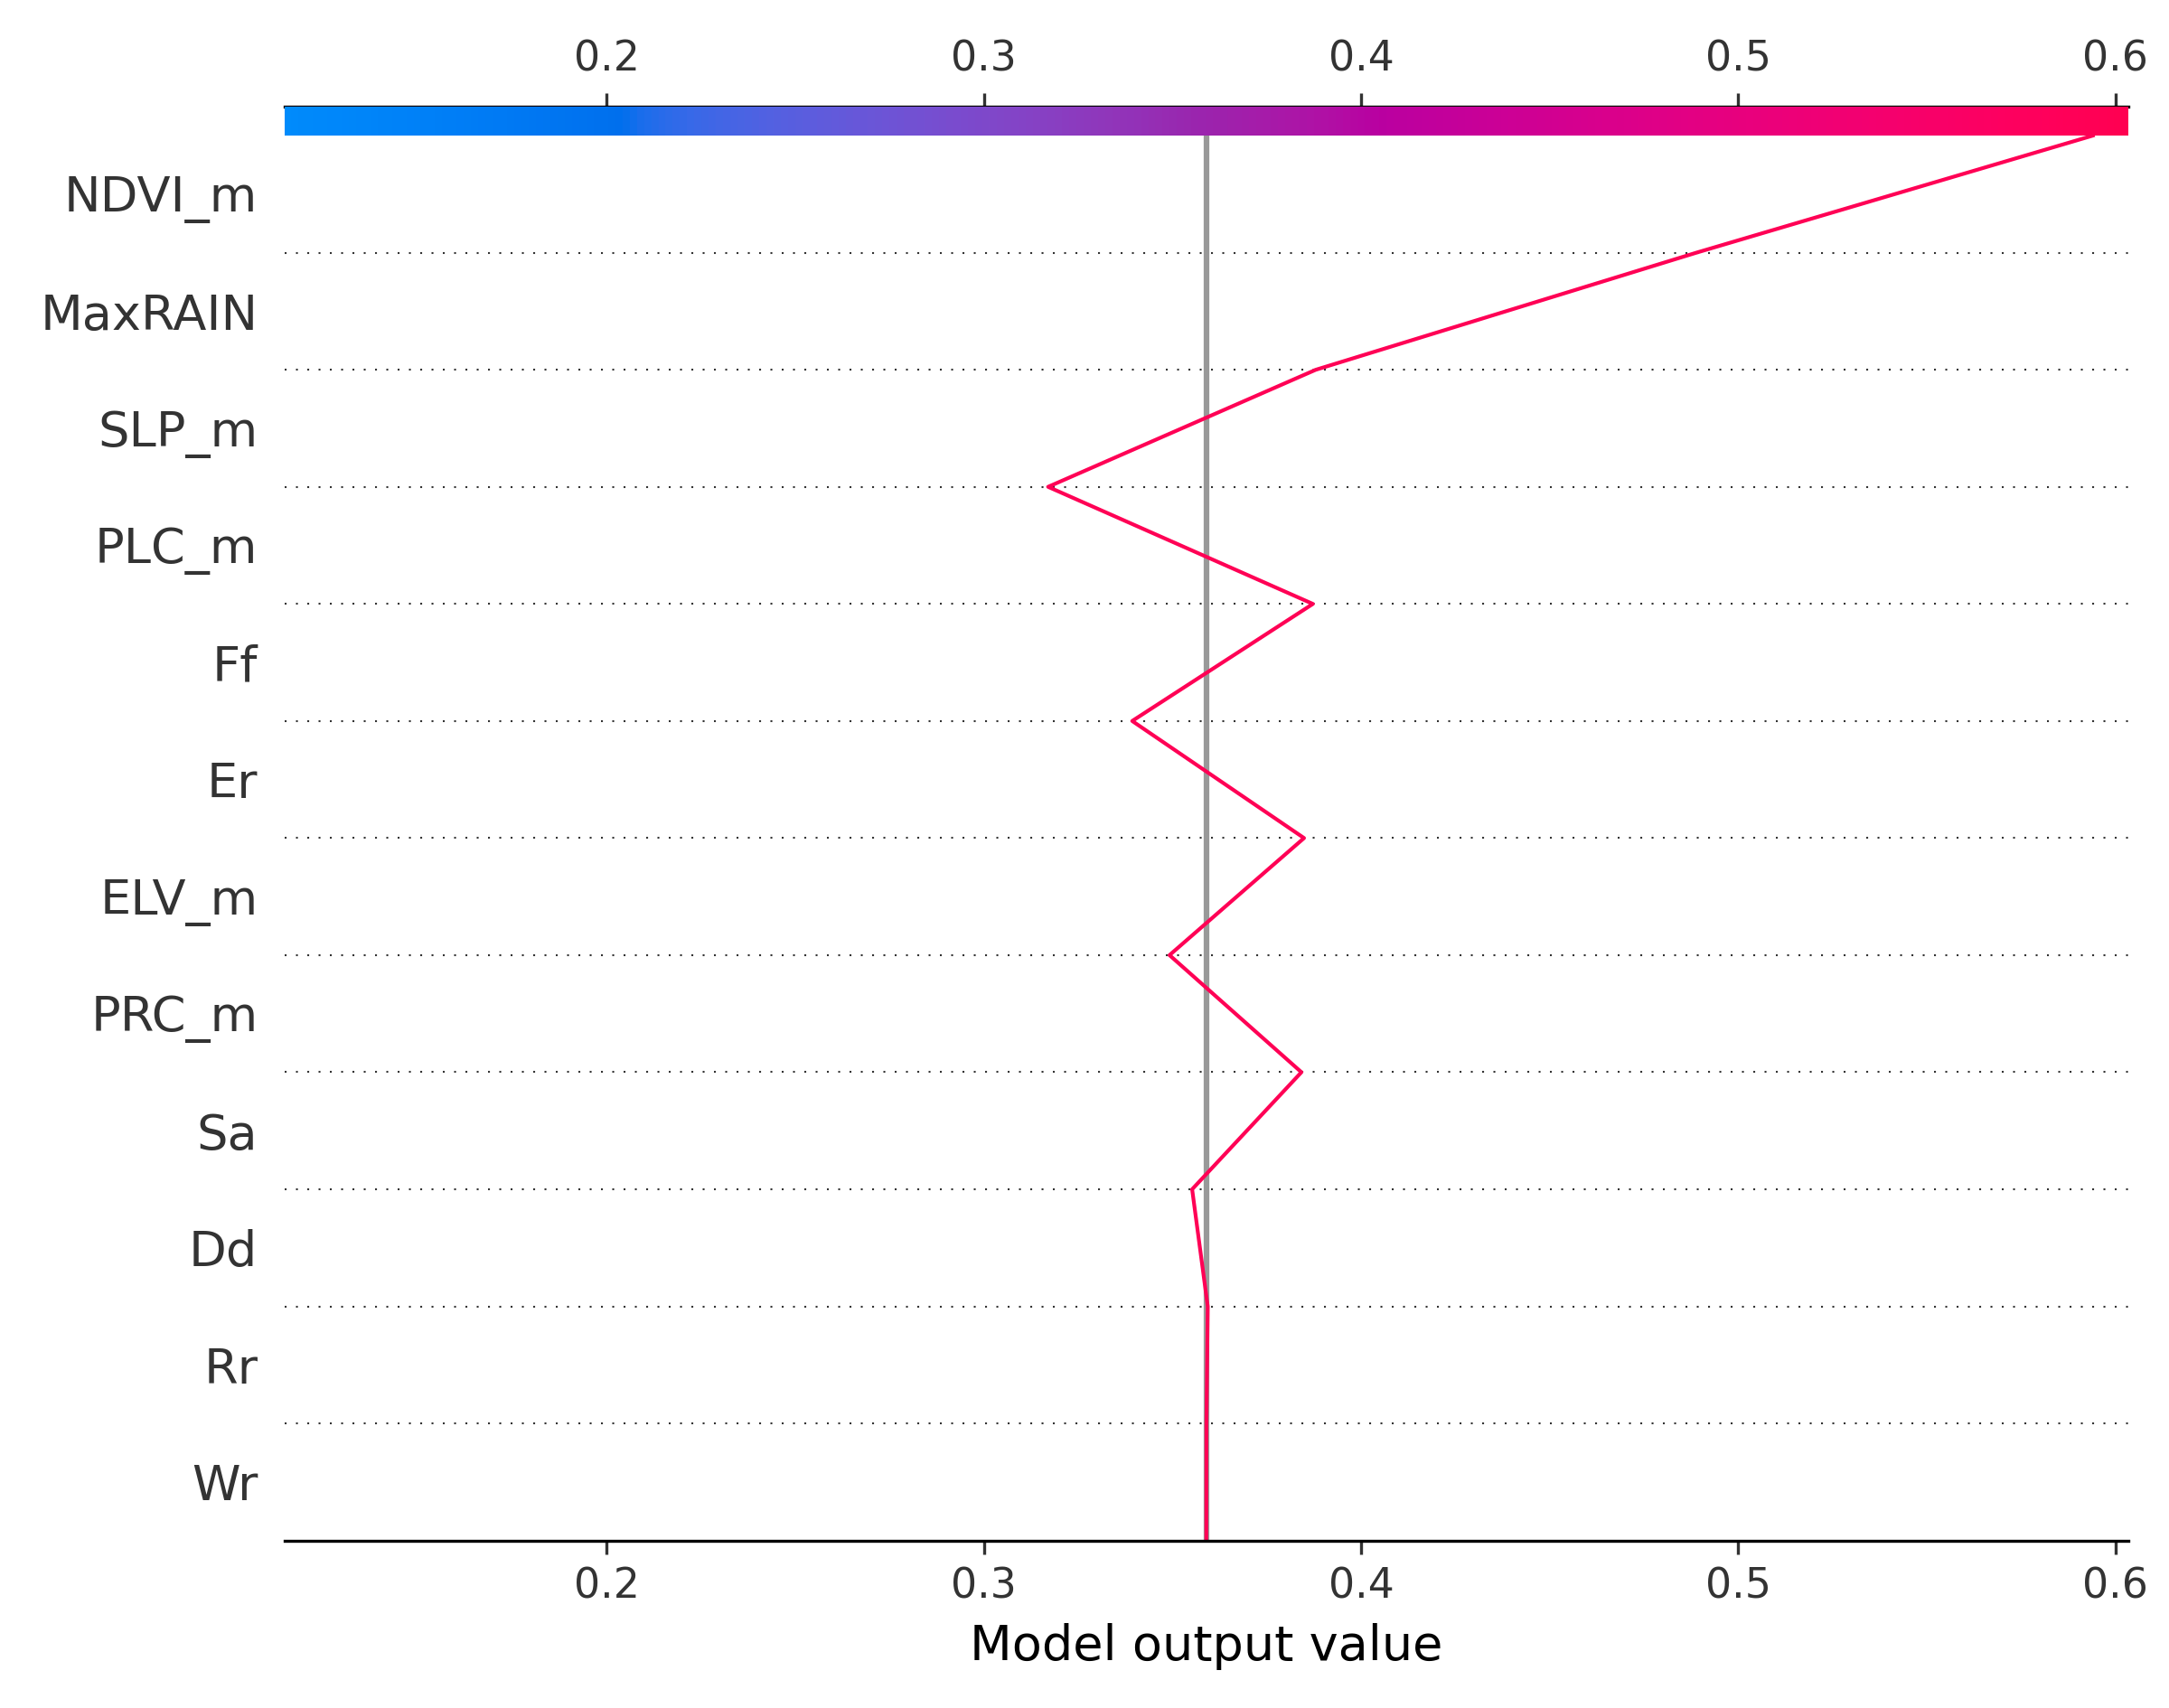 0.2 0.3 0.4 0.5 0.6
NDVI_m
MaxRAIN
SLP_m
PLC_m
Ff
Er
ELV_m
PRC_m
Sa
Dd
Rr
Wr
0.2 0.3 0.4 0.5 0.6
Model output value